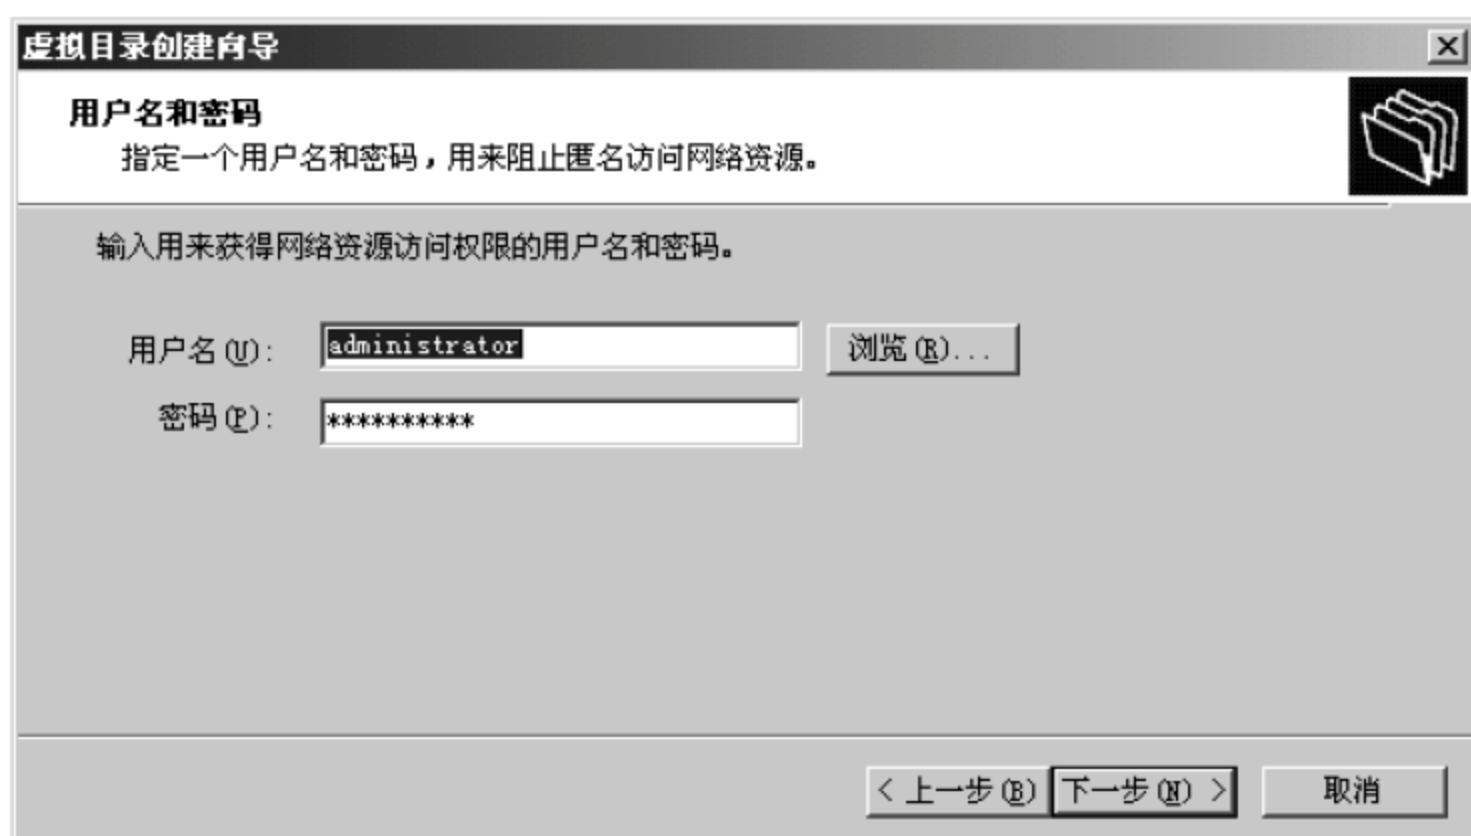 虚拟目录创建向导
用户名和密码
指定一个用户名和密码，用来阻止匿名访问网络资源。
输入用来获得网络资源访问权限的用户名和密码。
用户名(U): administrator 浏览(R)...
密码(P): **********
< 上一步(B) 下一步(N) > 取消